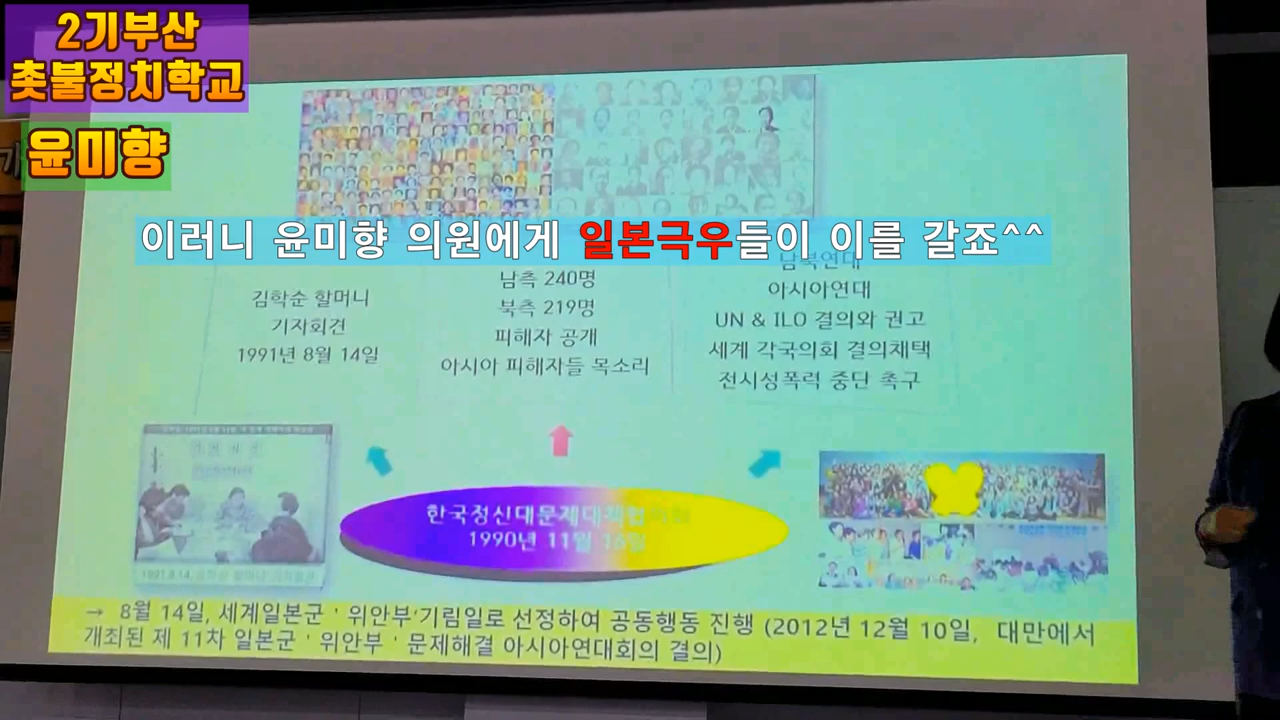 2기부산
촛불정치학교
윤미향
이러니 윤미향 의원에게 일본극우들이 이를 갈죠^^
김학순 할머니
기자회견
1991년 8월 14일
남측 240명
북측 219명
피해자 공개
아시아 피해자들 목소리
남북연대
아시아연대
UN & ILO 결의와 권고
세계 각국의회 결의채택
전시성폭력 중단 촉구
한국정신대문제대책협의회
1990년 11월 16일
→ 8월 14일, 세계일본군 '위안부'기림일로 선정하여 공동행동 진행 (2012년 12월 10일, 대만에서
개최된 제 11차 일본군 '위안부' 문제해결 아시아연대회의 결의)